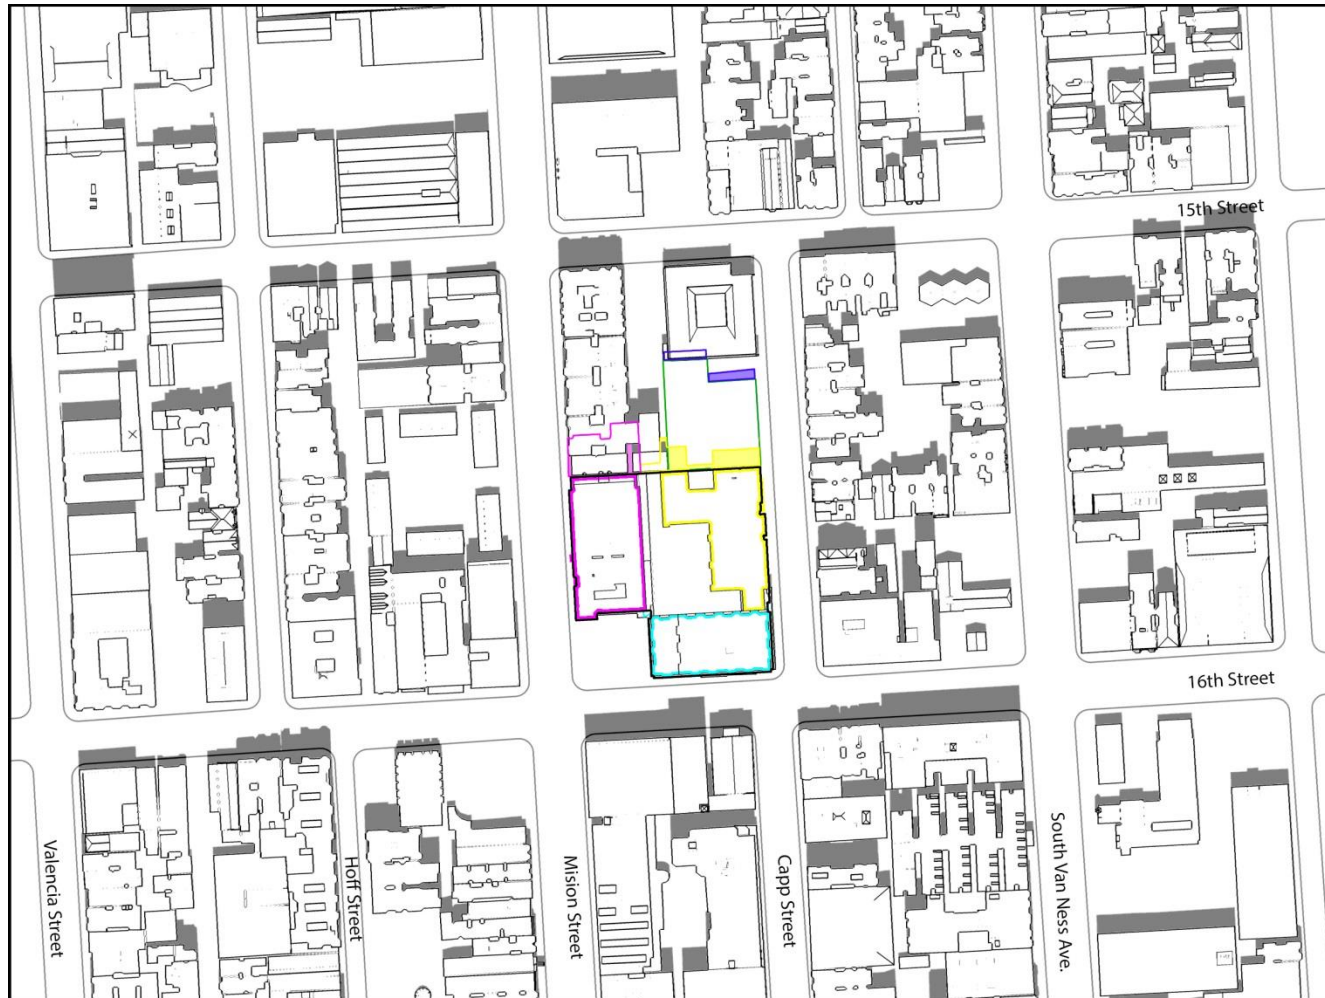 15th Street
16th Street
Valencia Street
Hoff Street
Mision Street
Capp Street
South Van Ness Ave.